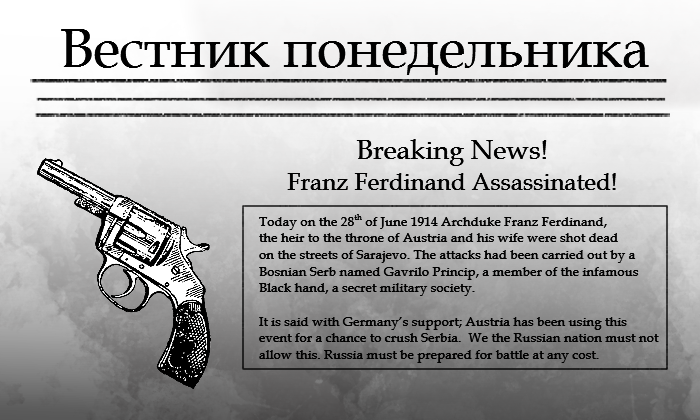 Вестник понедельника
Breaking News!
Franz Ferdinand Assassinated!
Today on the 28th of June 1914 Archduke Franz Ferdinand,
the heir to the throne of Austria and his wife were shot dead
on the streets of Sarajevo. The attacks had been carried out by a
Bosnian Serb named Gavrilo Princip, a member of the infamous
Black hand, a secret military society.
It is said with Germany's support; Austria has been using this
event for a chance to crush Serbia.  We the Russian nation must not
allow this. Russia must be prepared for battle at any cost.